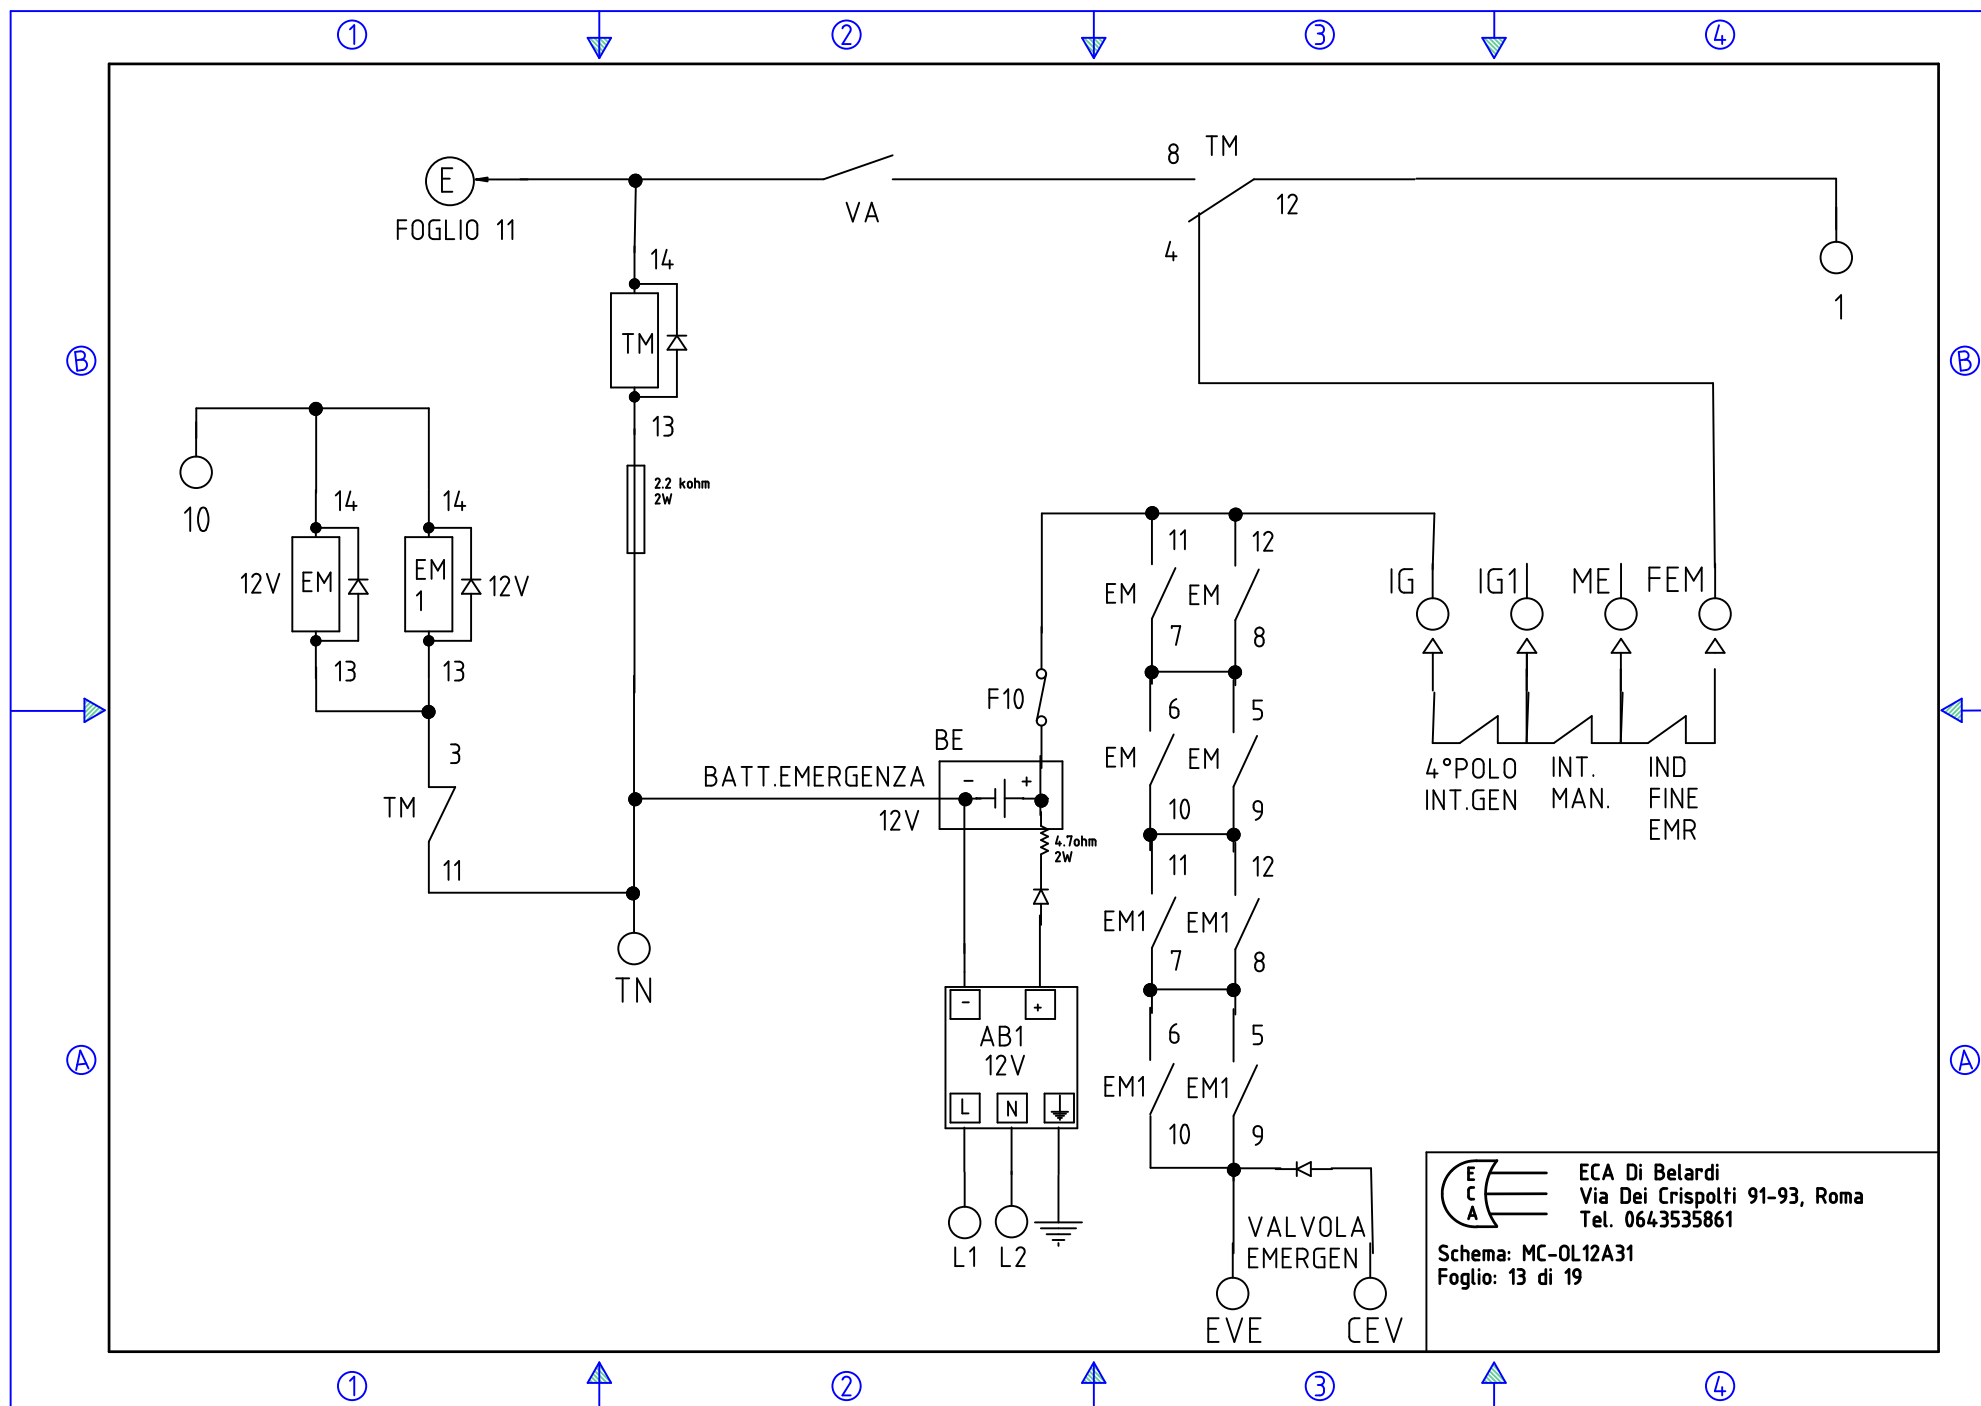 1
2
3
4
B
B
A
A
E
FOGLIO 11
VA
8
TM
12
4
1
14
TM
13
2.2 kohm
2W
10
14
14
12V
EM
EM
1
12V
13
13
3
TM
11
TN
BATT.EMERGENZA
12V
BE
-
+
F10
4.7ohm
2W
-
+
AB1
12V
L
N
L1
L2
11
12
EM
EM
7
8
6
5
EM
EM
10
9
11
12
EM1
EM1
7
8
6
5
EM1
EM1
10
9
VALVOLA
EMERGEN
EVE
CEV
IG
IG1
ME
FEM
4°POLO
INT.GEN
INT.
MAN.
IND
FINE
EMR
E
C
A
ECA Di Belardi
Via Dei Crispolti 91-93, Roma
Tel. 0643535861
Schema: MC-OL12A31
Foglio: 13 di 19
1
2
3
4